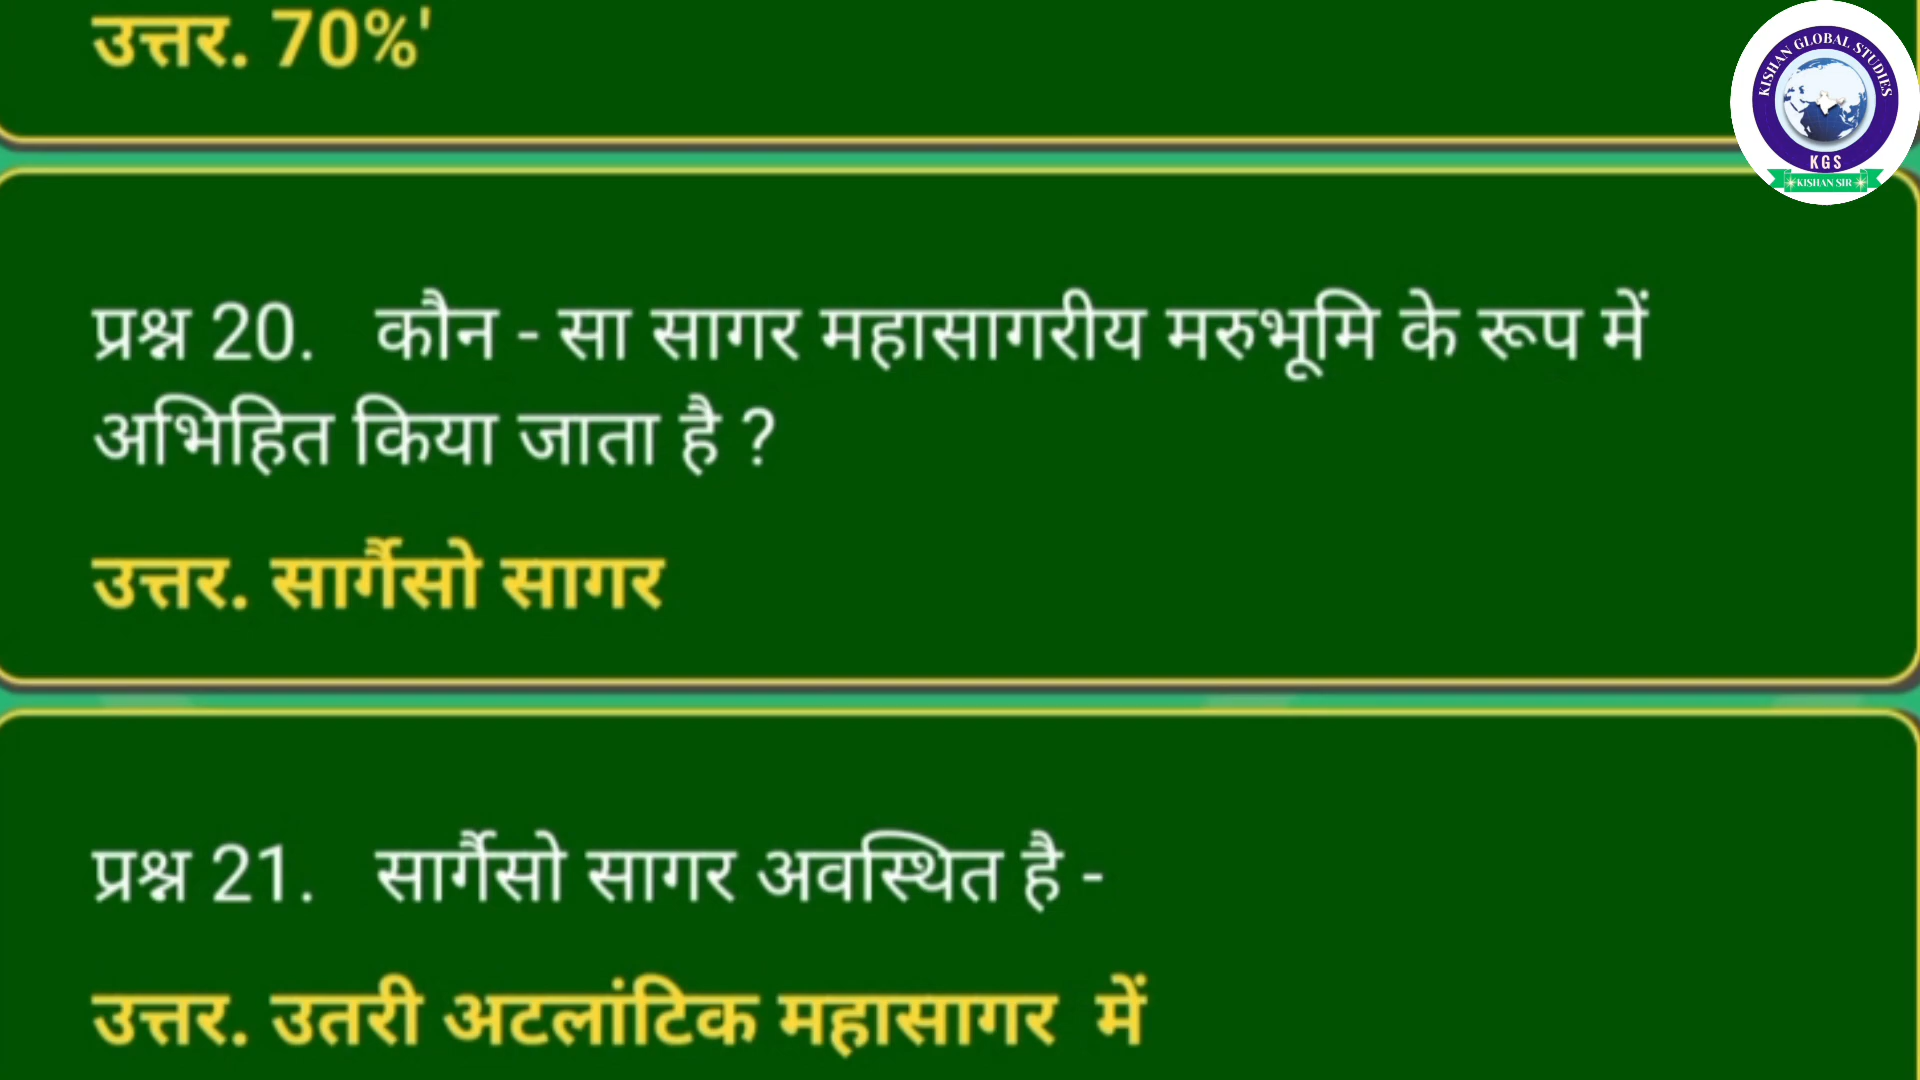 उत्तर. 70%'
KISHAN GLOBAL STUDIES
KGS
KISHAN SIR
प्रश्न 20. कौन - सा सागर महासागरीय मरुभूमि के रूप में
अभिहित किया जाता है ?
उत्तर. सार्गैसो सागर
प्रश्न 21. सार्गैसो सागर अवस्थित है -
उत्तर. उतरी अटलांटिक महासागर में